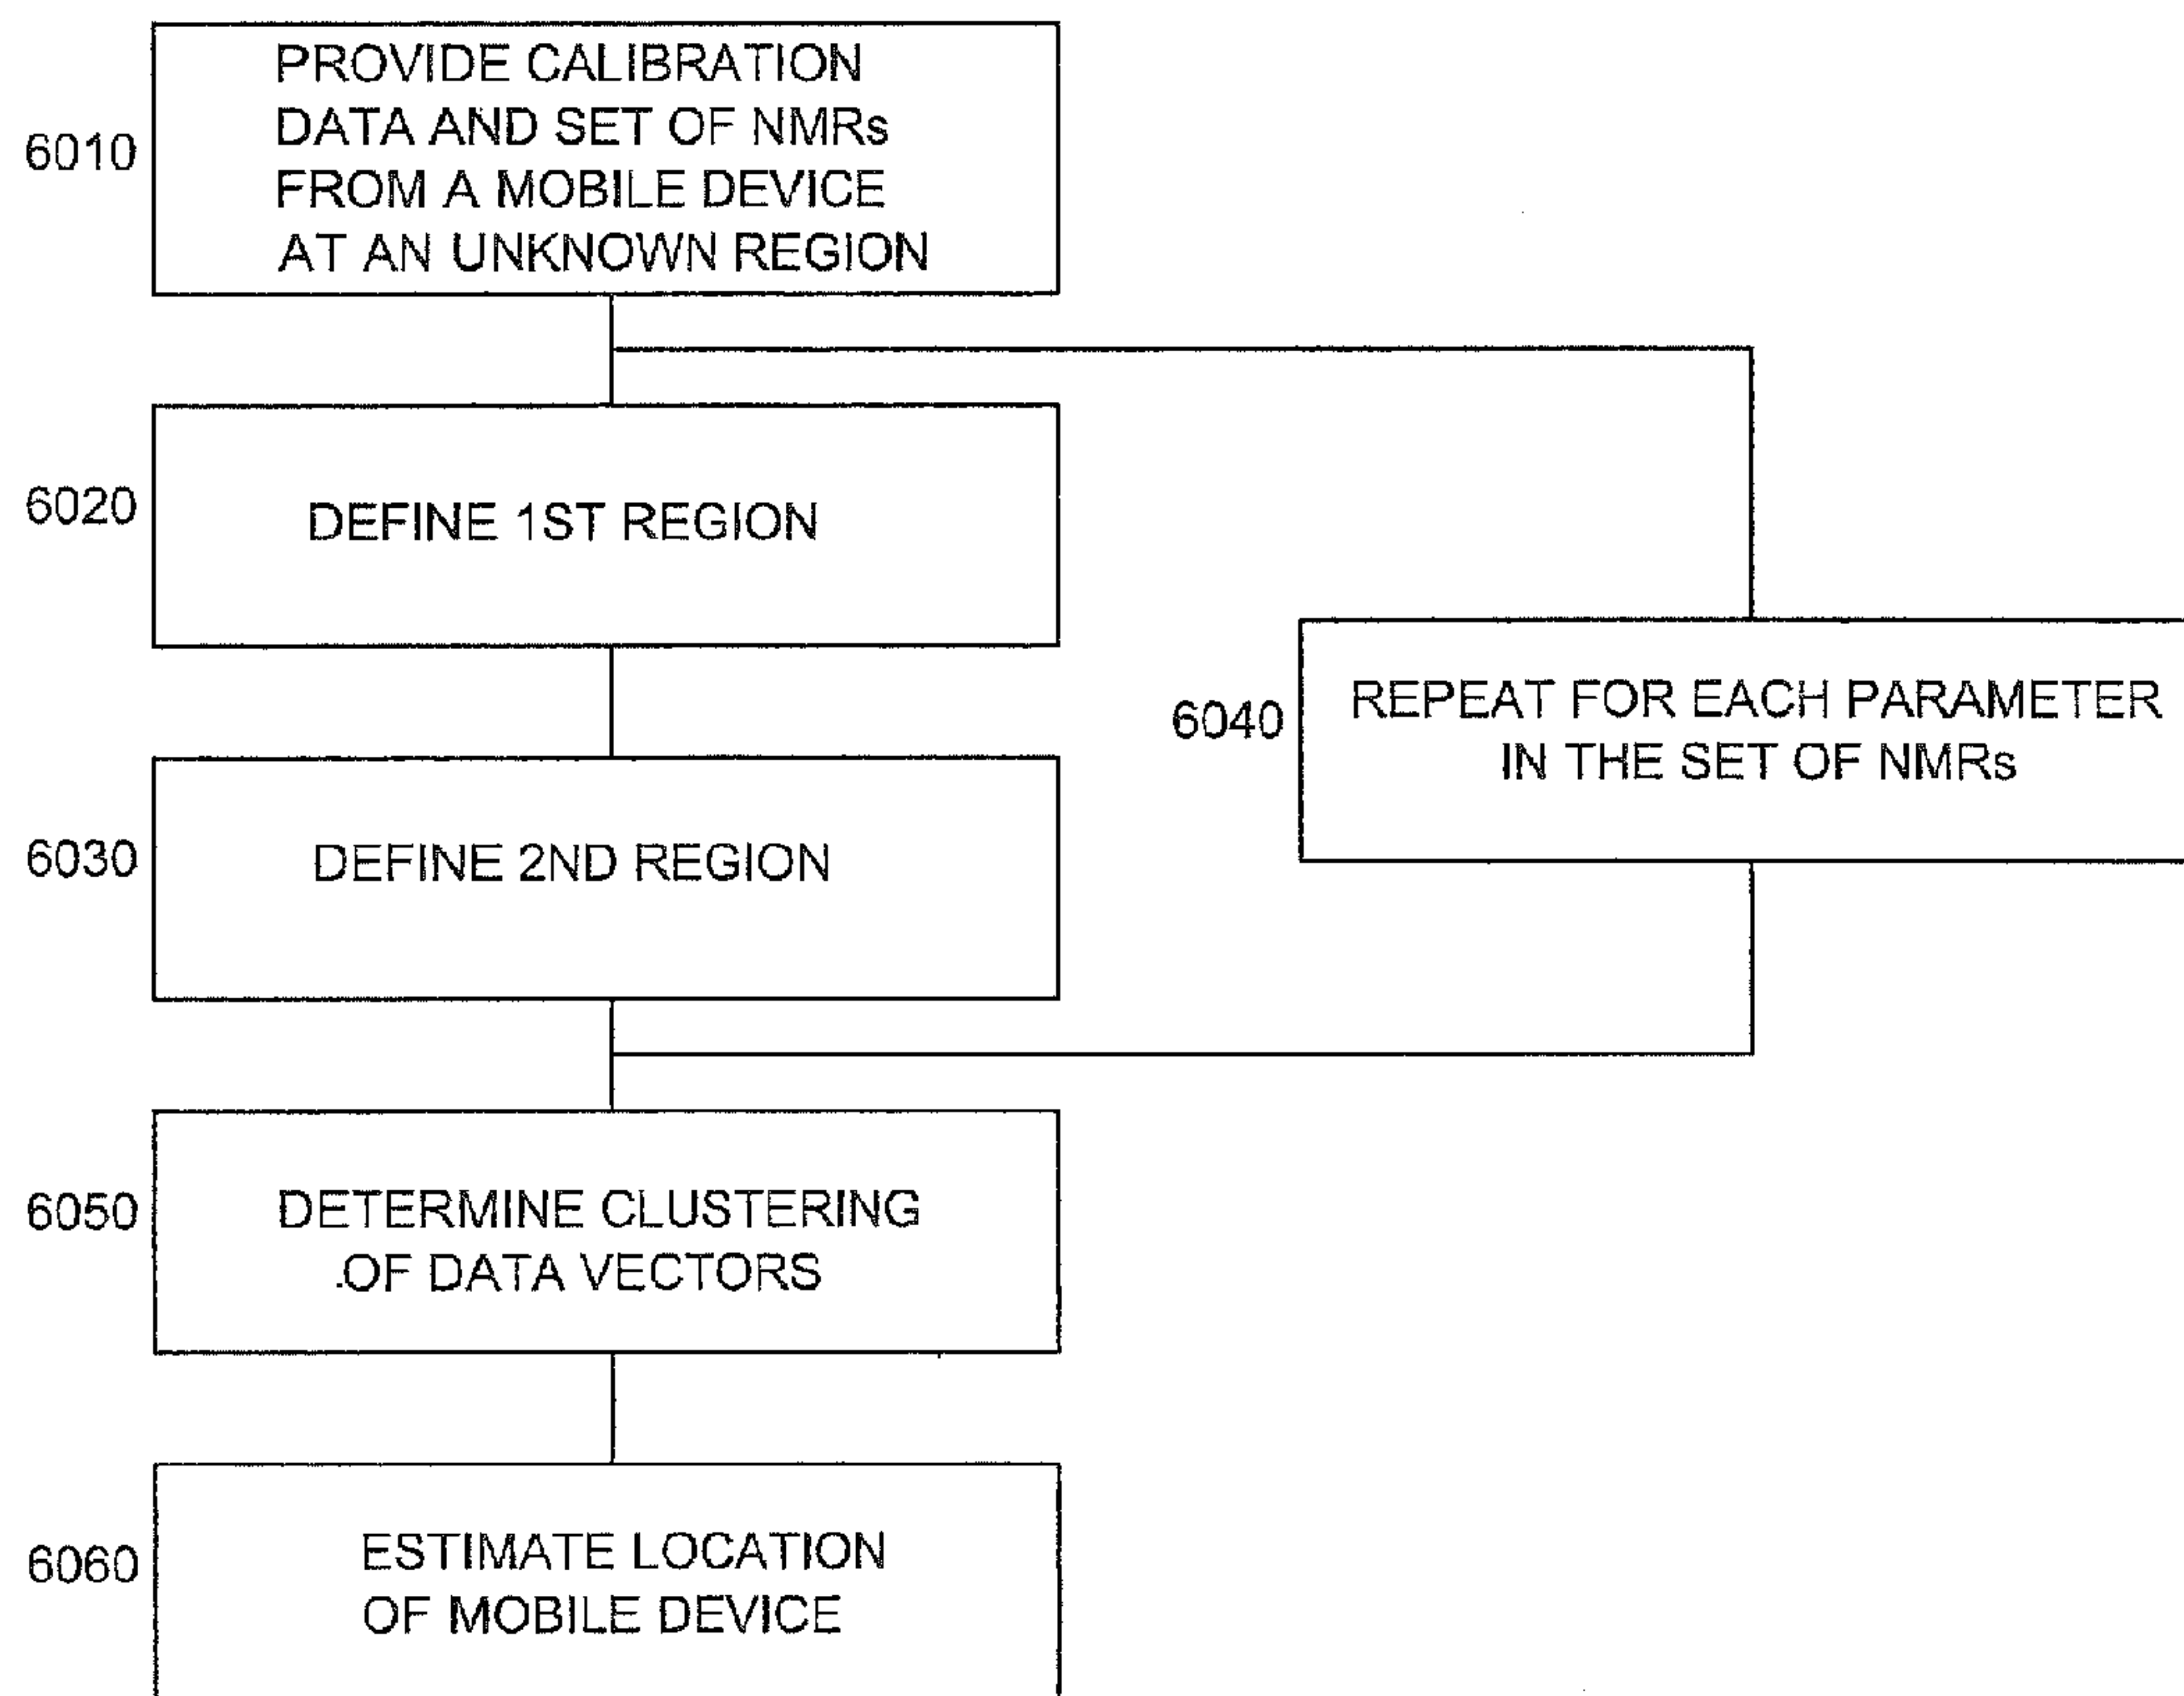 6010
PROVIDE CALIBRATION
DATA AND SET OF NMRs
FROM A MOBILE DEVICE
AT AN UNKNOWN REGION
6020
DEFINE 1ST REGION
6030
DEFINE 2ND REGION
6040
REPEAT FOR EACH PARAMETER
IN THE SET OF NMRs
6050
DETERMINE CLUSTERING
OF DATA VECTORS
6060
ESTIMATE LOCATION
OF MOBILE DEVICE